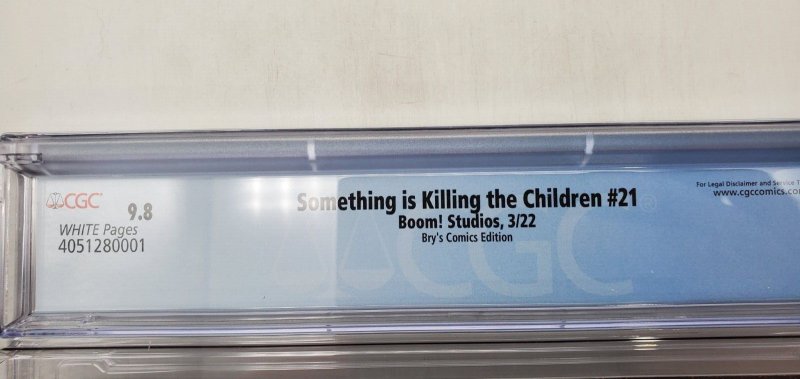 CGC
9.8
WHITE Pages
4051280001
Something is Killing the Children #21
Boom! Studios, 3/22
Bry's Comics Edition
For Legal Disclaimer and Service
www.cgccomics.co
CGC